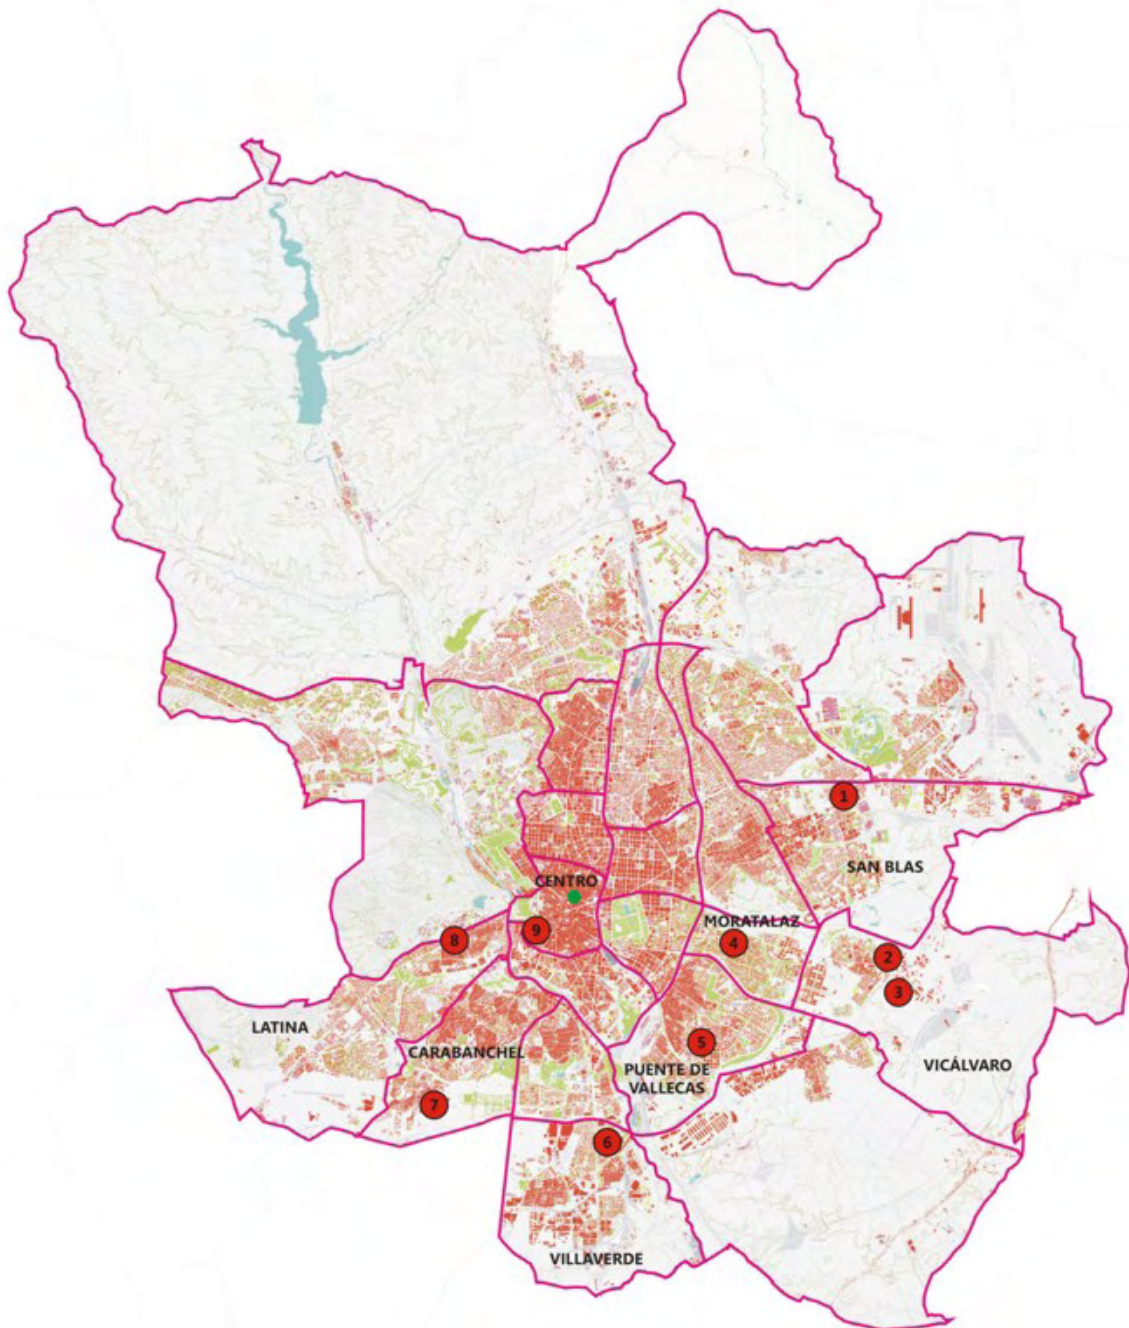 1
SAN BLAS
CENTRO
MORATALAZ
9
8
4
2
3
LATINA
CARABANCHEL
5
PUENTE DE
VALLECAS
VICÁLVARO
7
6
VILLAVERDE